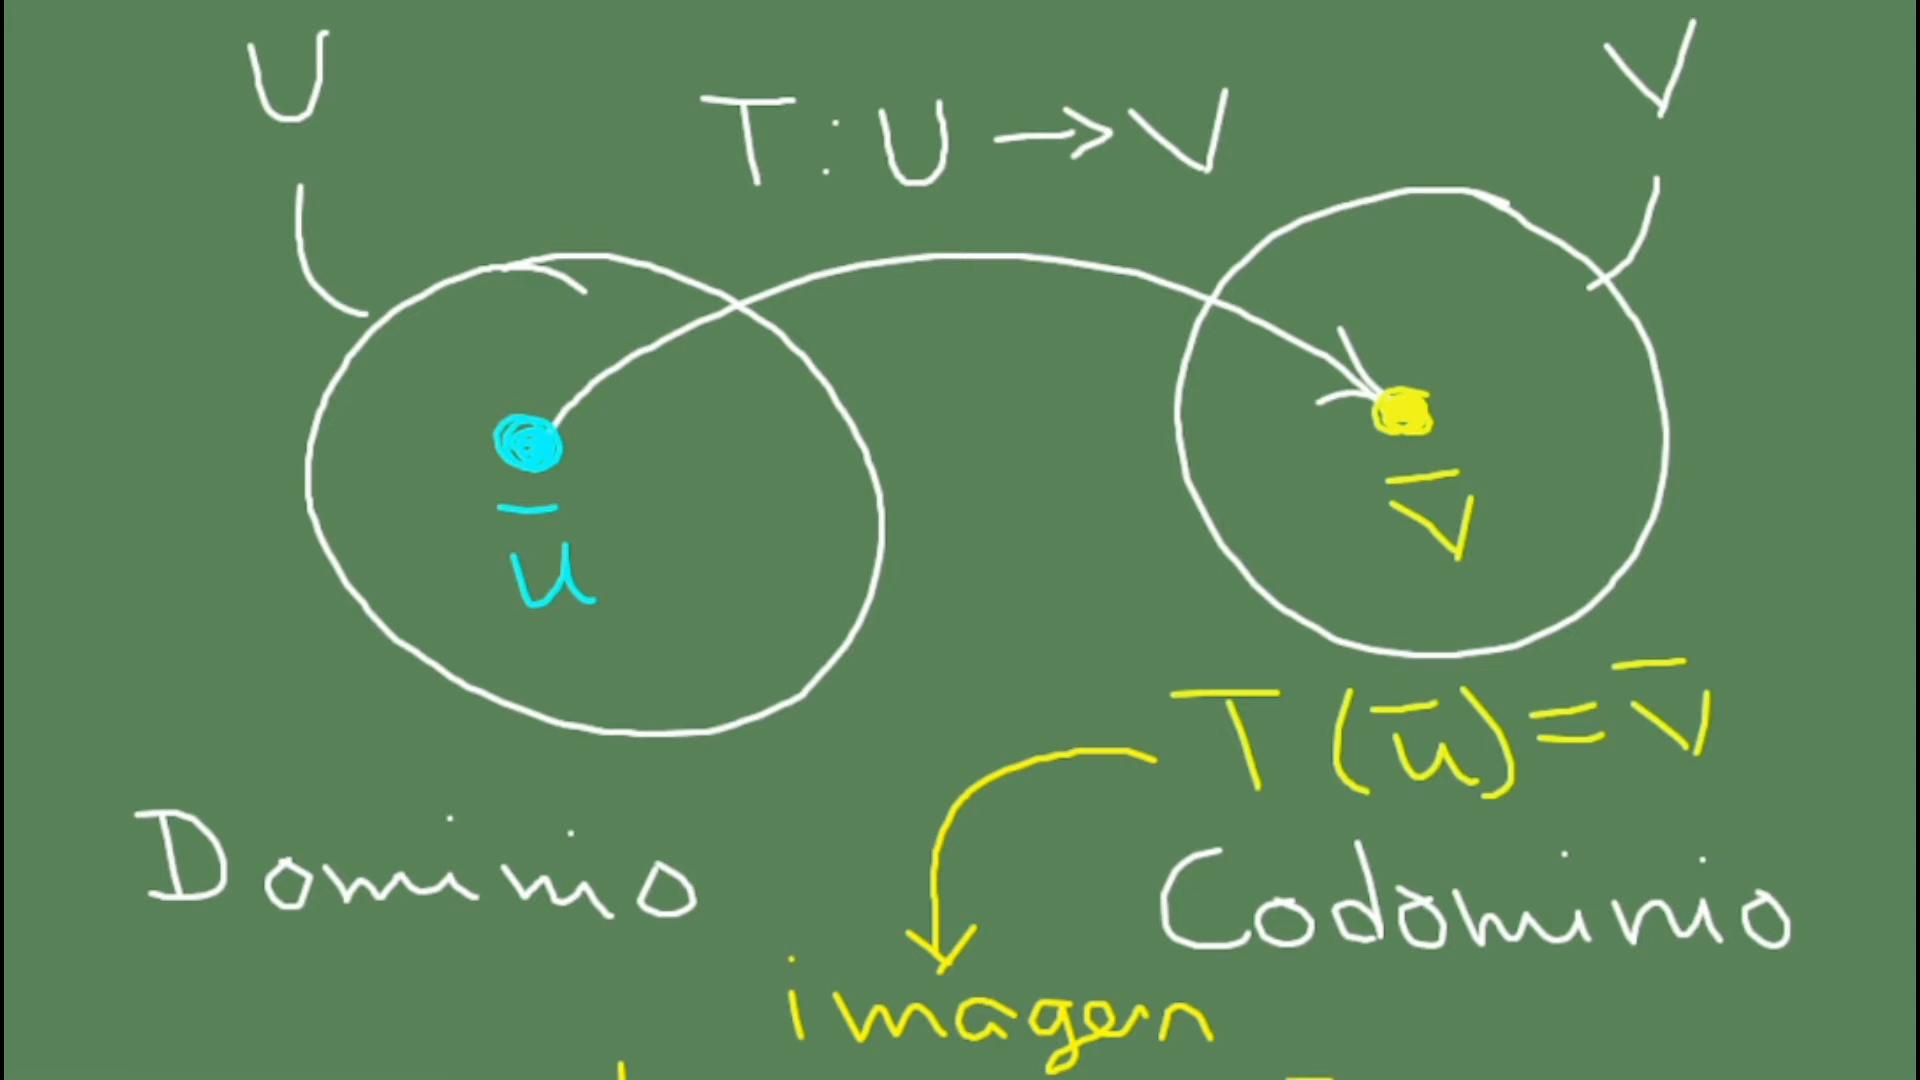 U
V
T : U → V
u̅
V̅
T (u̅) = V̅
Dominio
Codominio
imagen